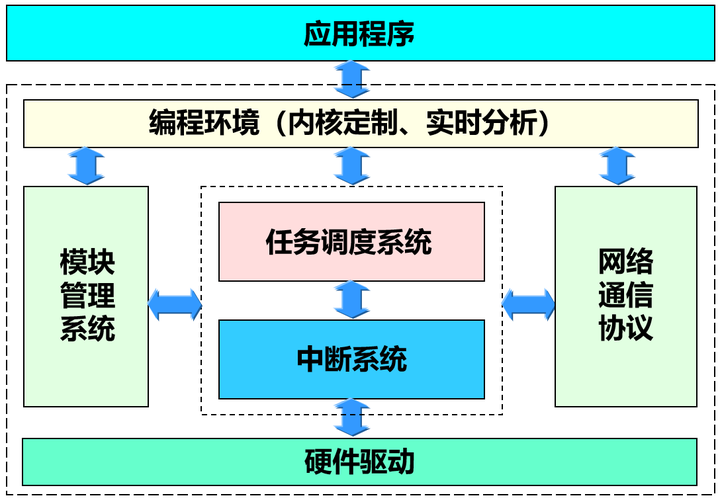 应用程序
编程环境（内核定制、实时分析）
模块
管理
系统
任务调度系统
中断系统
网络
通信
协议
硬件驱动